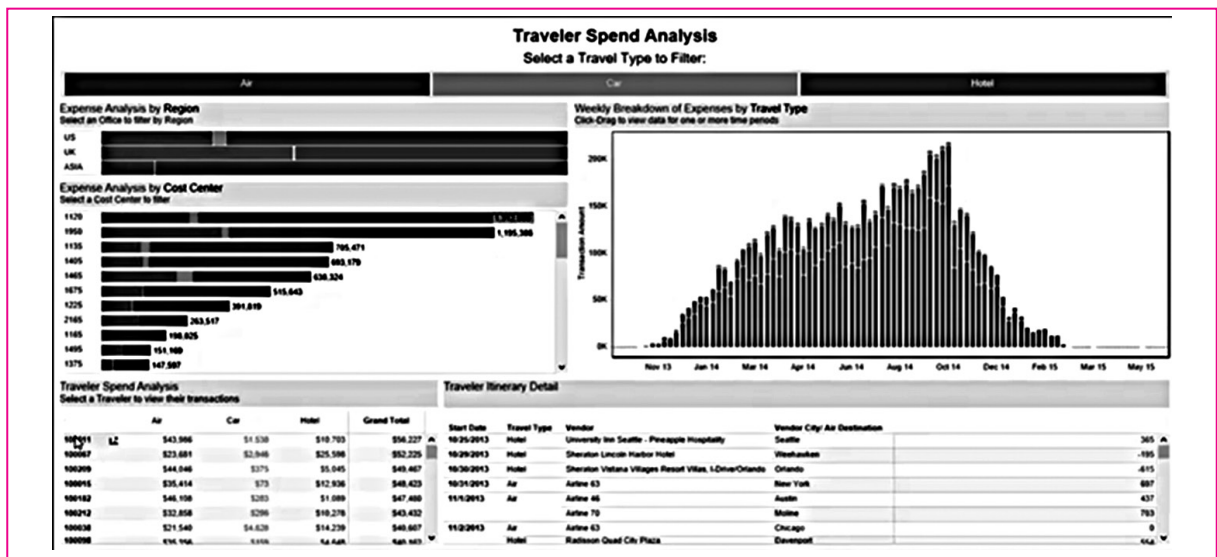 Traveler Spend Analysis
Select a Travel Type to Filter:
Air Car Hotel
Expense Analysis by Region
Select an Office to filter by Region
US
UK
ASIA
Expense Analysis by Cost Center
Select a Cost Center to filter
1120
1950 1,195,386
1135 705,471
1405 693,179
1465 638,324
1675 515,643
1225 391,819
2165 263,517
1165 198,025
1495 151,169
1375 147,597
Weekly Breakdown of Expenses by Travel Type
Click-Drag to view data for one or more time periods
Transaction Amount
200K
150K
100K
50K
0K
Nov 13 Jan 14 Mar 14 Apr 14 Jun 14 Aug 14 Oct 14 Dec 14 Feb 15 Mar 15 May 15
Traveler Spend Analysis
Select a Traveler to view their transactions
Air Car Hotel Grand Total
$43,986 $1,538 $10,703 $56,227
100067 $23,681 $2,946 $25,598 $52,225
100209 $44,046 $375 $5,045 $49,467
100015 $35,414 $73 $12,936 $48,423
100182 $46,108 $283 $1,089 $47,480
100212 $32,858 $296 $10,278 $43,432
100038 $21,540 $4,828 $14,239 $40,607
100098
Traveler Itinerary Detail
Start Date Travel Type Vendor Vendor City/ Air Destination
10/25/2013 Hotel University Inn Seattle - Pineapple Hospitality Seattle 365
10/29/2013 Hotel Sheraton Lincoln Harbor Hotel Weehawken -195
10/30/2013 Hotel Sheraton Vistana Villages Resort Villas, I-Drive/Orlando Orlando -615
10/31/2013 Air Airline 63 New York 697
11/1/2013 Air Airline 46 Austin 437
Airline 70 Moline 703
11/2/2013 Air Airline 63 Chicago 0
Hotel Radisson Quad City Plaza Davenport 554